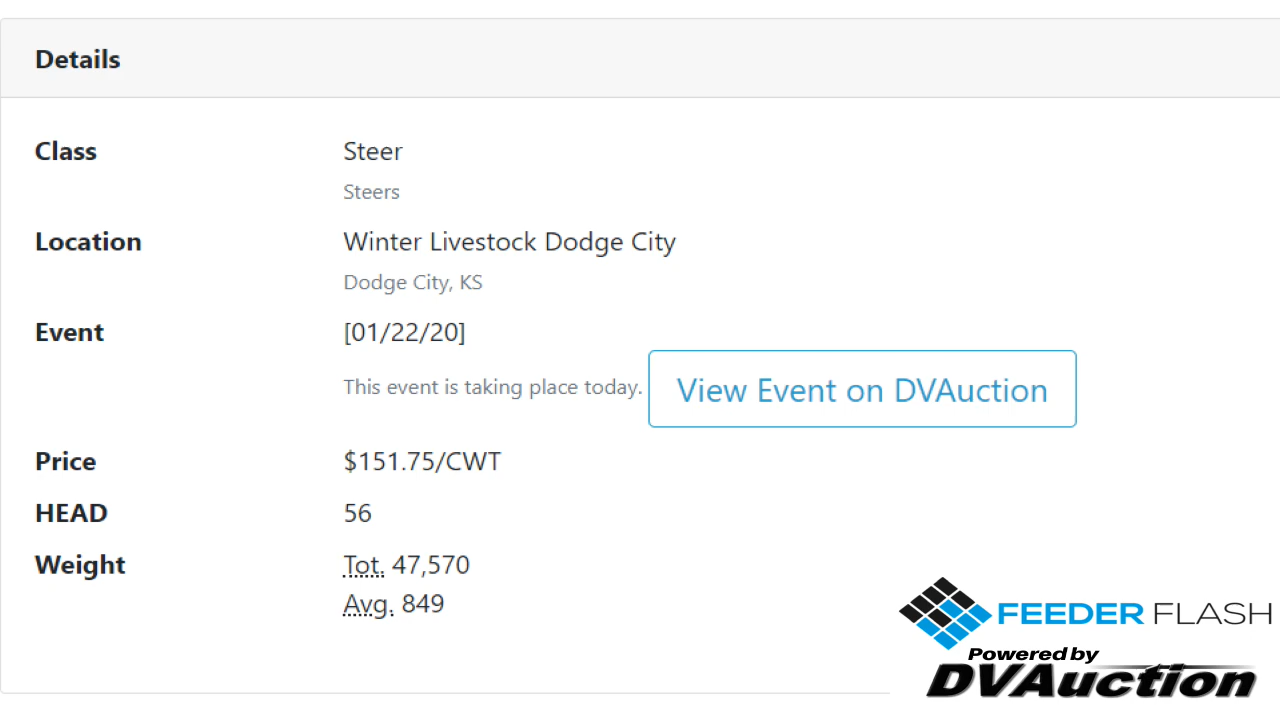 Details
Class
Steer
Steers
Location
Winter Livestock Dodge City
Dodge City, KS
Event
[01/22/20]
This event is taking place today.
View Event on DVAuction
Price
$151.75/CWT
HEAD
56
Weight
Tot. 47,570
Avg. 849
FEEDER FLASH
Powered by
DVAuction